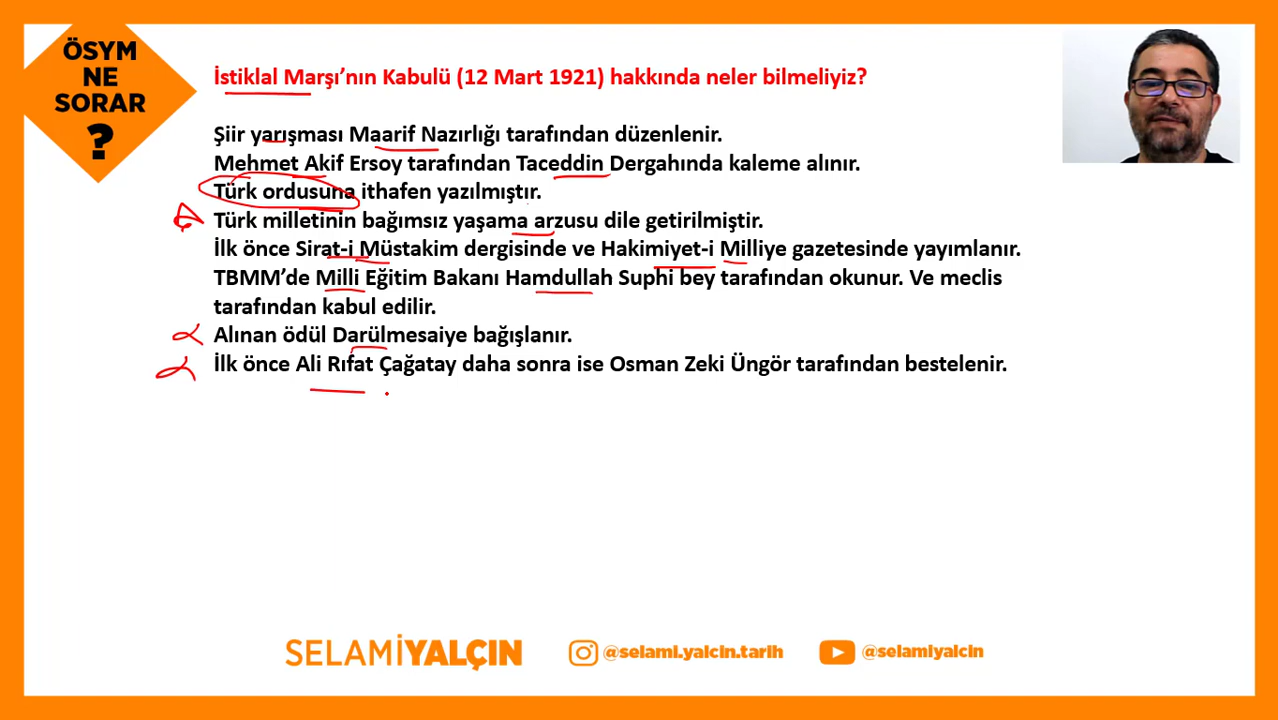 ÖSYM
NE
SORAR
?
İstiklal Marşı’nın Kabulü (12 Mart 1921) hakkında neler bilmeliyiz?
Şiir yarışması Maarif Nazırlığı tarafından düzenlenir.
Mehmet Akif Ersoy tarafından Taceddin Dergahında kaleme alınır.
Türk ordusuna ithafen yazılmıştır.
Türk milletinin bağımsız yaşama arzusu dile getirilmiştir.
İlk önce Sirat-i Müstakim dergisinde ve Hakimiyet-i Milliye gazetesinde yayımlanır.
TBMM’de Milli Eğitim Bakanı Hamdullah Suphi bey tarafından okunur. Ve meclis
tarafından kabul edilir.
Alınan ödül Darülmesaiye bağışlanır.
İlk önce Ali Rıfat Çağatay daha sonra ise Osman Zeki Üngör tarafından bestelenir.
SELAMİYALÇIN
@selami.yalcin.tarih
@selamiyalcin